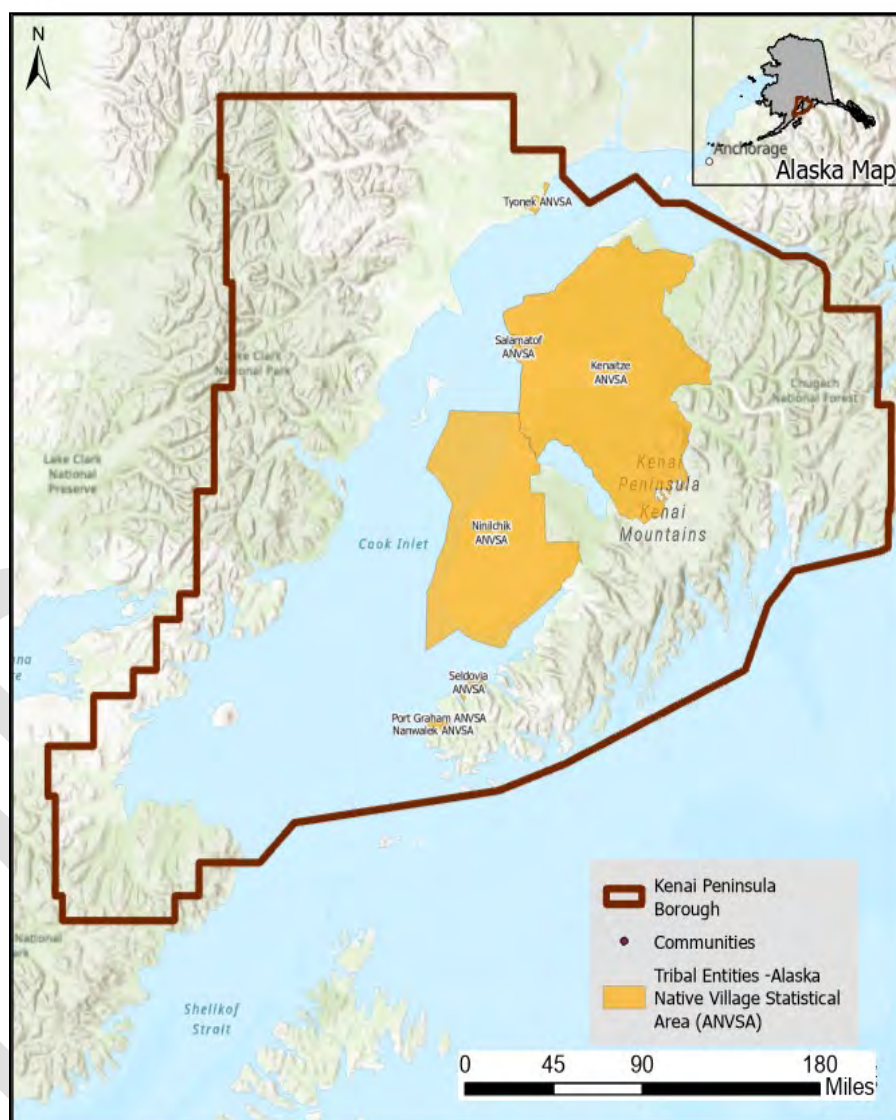 N
Anchorage
Alaska Map
Tyonek ANVSA
Salamatof
ANVSA
Kenaitze
ANVSA
Lake Clark
National Park
Chugach
National Forest
Lake Clark
National
Preserve
Kenai
Peninsula
Kenai
Mountains
Ninilchik
ANVSA
Cook Inlet
Seldovia
ANVSA
Port Graham ANVSA
Nanwalek ANVSA
National
Shelikof
Strait
Kenai Peninsula
Borough
Communities
Tribal Entities -Alaska
Native Village Statistical
Area (ANVSA)
0 45 90 180
Miles